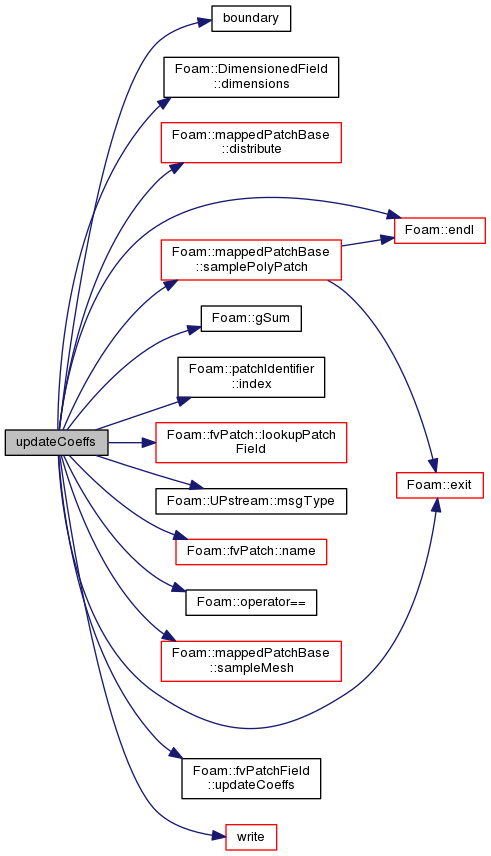 boundary
Foam::DimensionedField
::dimensions
Foam::mappedPatchBase
::distribute
Foam::endl
Foam::mappedPatchBase
::samplePolyPatch
Foam::gSum
Foam::patchIdentifier
::index
updateCoeffs
Foam::fvPatch::lookupPatch
Field
Foam::exit
Foam::UPstream::msgType
Foam::fvPatch::name
Foam::operator==
Foam::mappedPatchBase
::sampleMesh
Foam::fvPatchField
::updateCoeffs
write